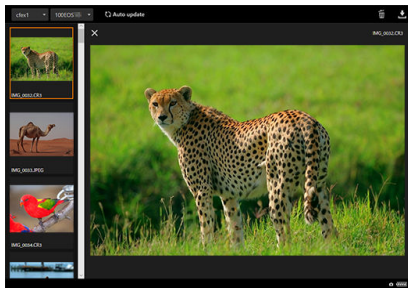 cfex1
100EOS
Auto update
IMG_0032.CR3
IMG_0032.CR3
IMG_0033.JPEG
IMG_0034.CR3